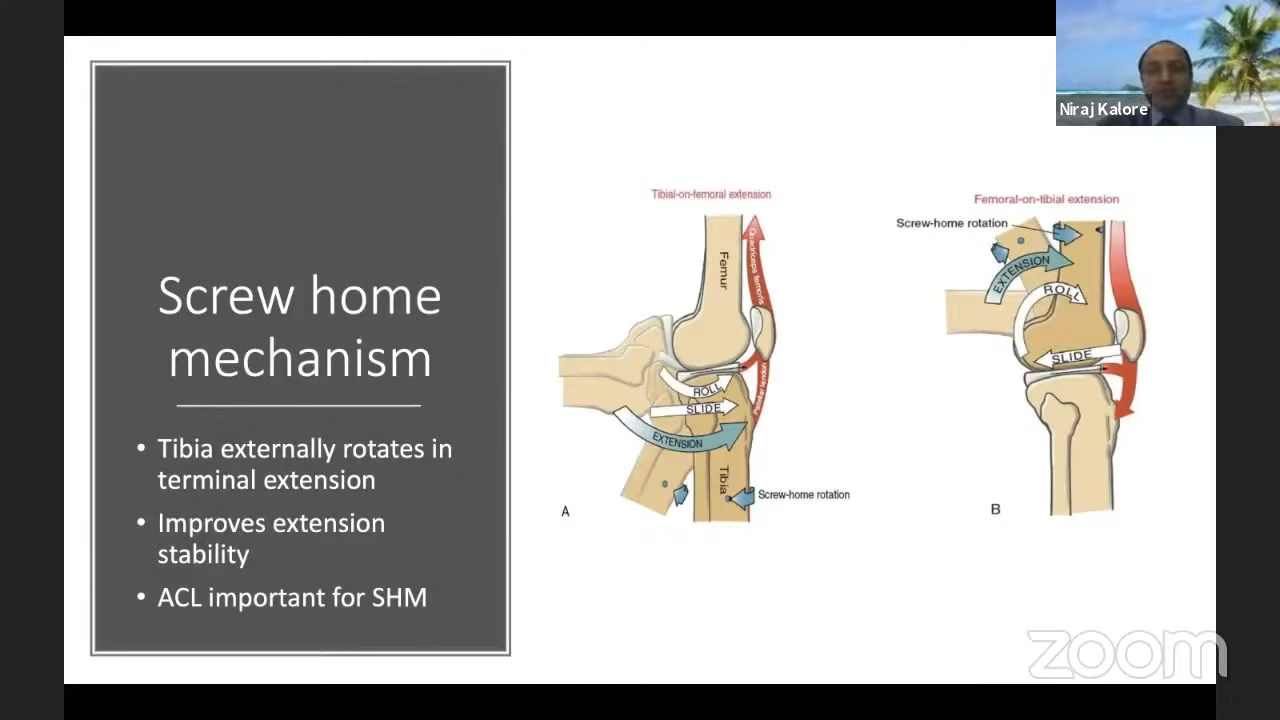 Niraj Kalore
Screw home
mechanism
• Tibia externally rotates in
terminal extension
• Improves extension
stability
• ACL important for SHM
Tibial-on-femoral extension
Femur
Quadriceps femoris
Patellar tendon
ROLL
SLIDE
EXTENSION
Tibia
Screw-home rotation
A
Femoral-on-tibial extension
Screw-home rotation
EXTENSION
ROLL
SLIDE
B
zoom